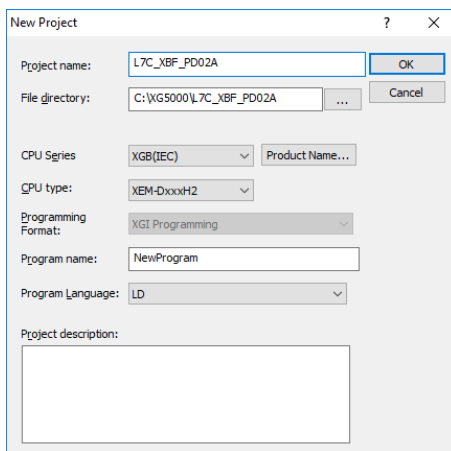 New Project ?
Project name: L7C_XBF_PD02A OK
File directory: C:\XG5000\L7C_XBF_PD02A ... Cancel
CPU Series XGB(IEC) Product Name...
CPU type: XEM-DxxxH2
Programming Format: XGI Programming
Program name: NewProgram
Program Language: LD
Project description: